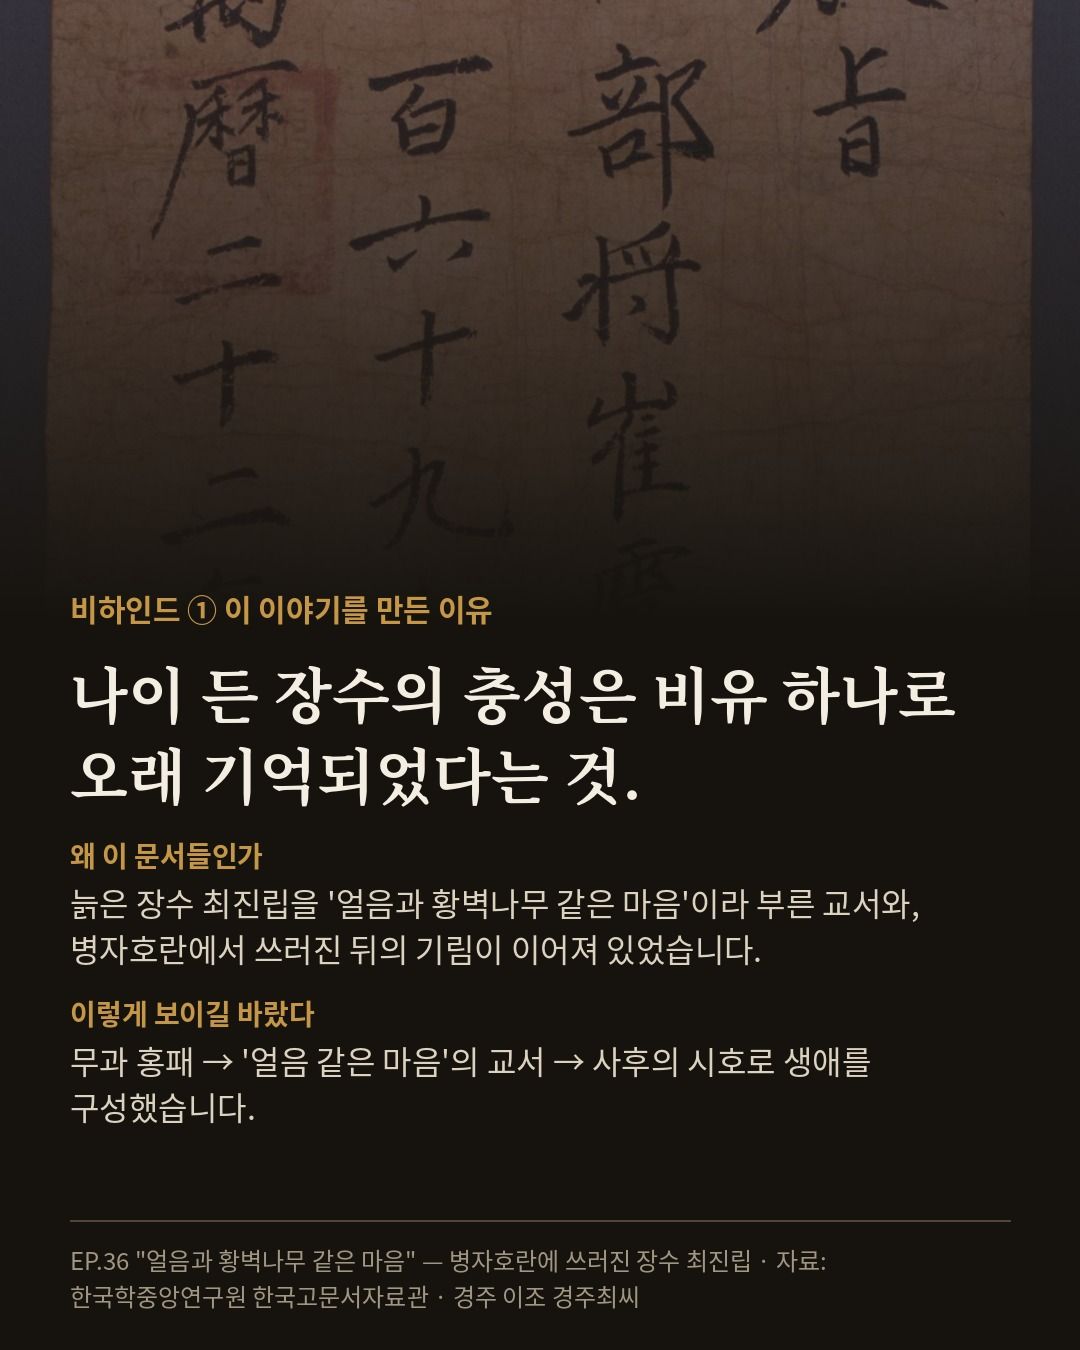 旨
部将崔
百六十九
曆二十二
비하인드 ① 이 이야기를 만든 이유
나이 든 장수의 충성은 비유 하나로
오래 기억되었다는 것.
왜 이 문서들인가
늙은 장수 최진립을 '얼음과 황벽나무 같은 마음'이라 부른 교서와,
병자호란에서 쓰러진 뒤의 기림이 이어져 있었습니다.
이렇게 보이길 바랐다
무과 홍패 → '얼음 같은 마음'의 교서 → 사후의 시호로 생애를
구성했습니다.
EP.36 "얼음과 황벽나무 같은 마음" — 병자호란에 쓰러진 장수 최진립 · 자료:
한국학중앙연구원 한국고문서자료관 · 경주 이조 경주최씨